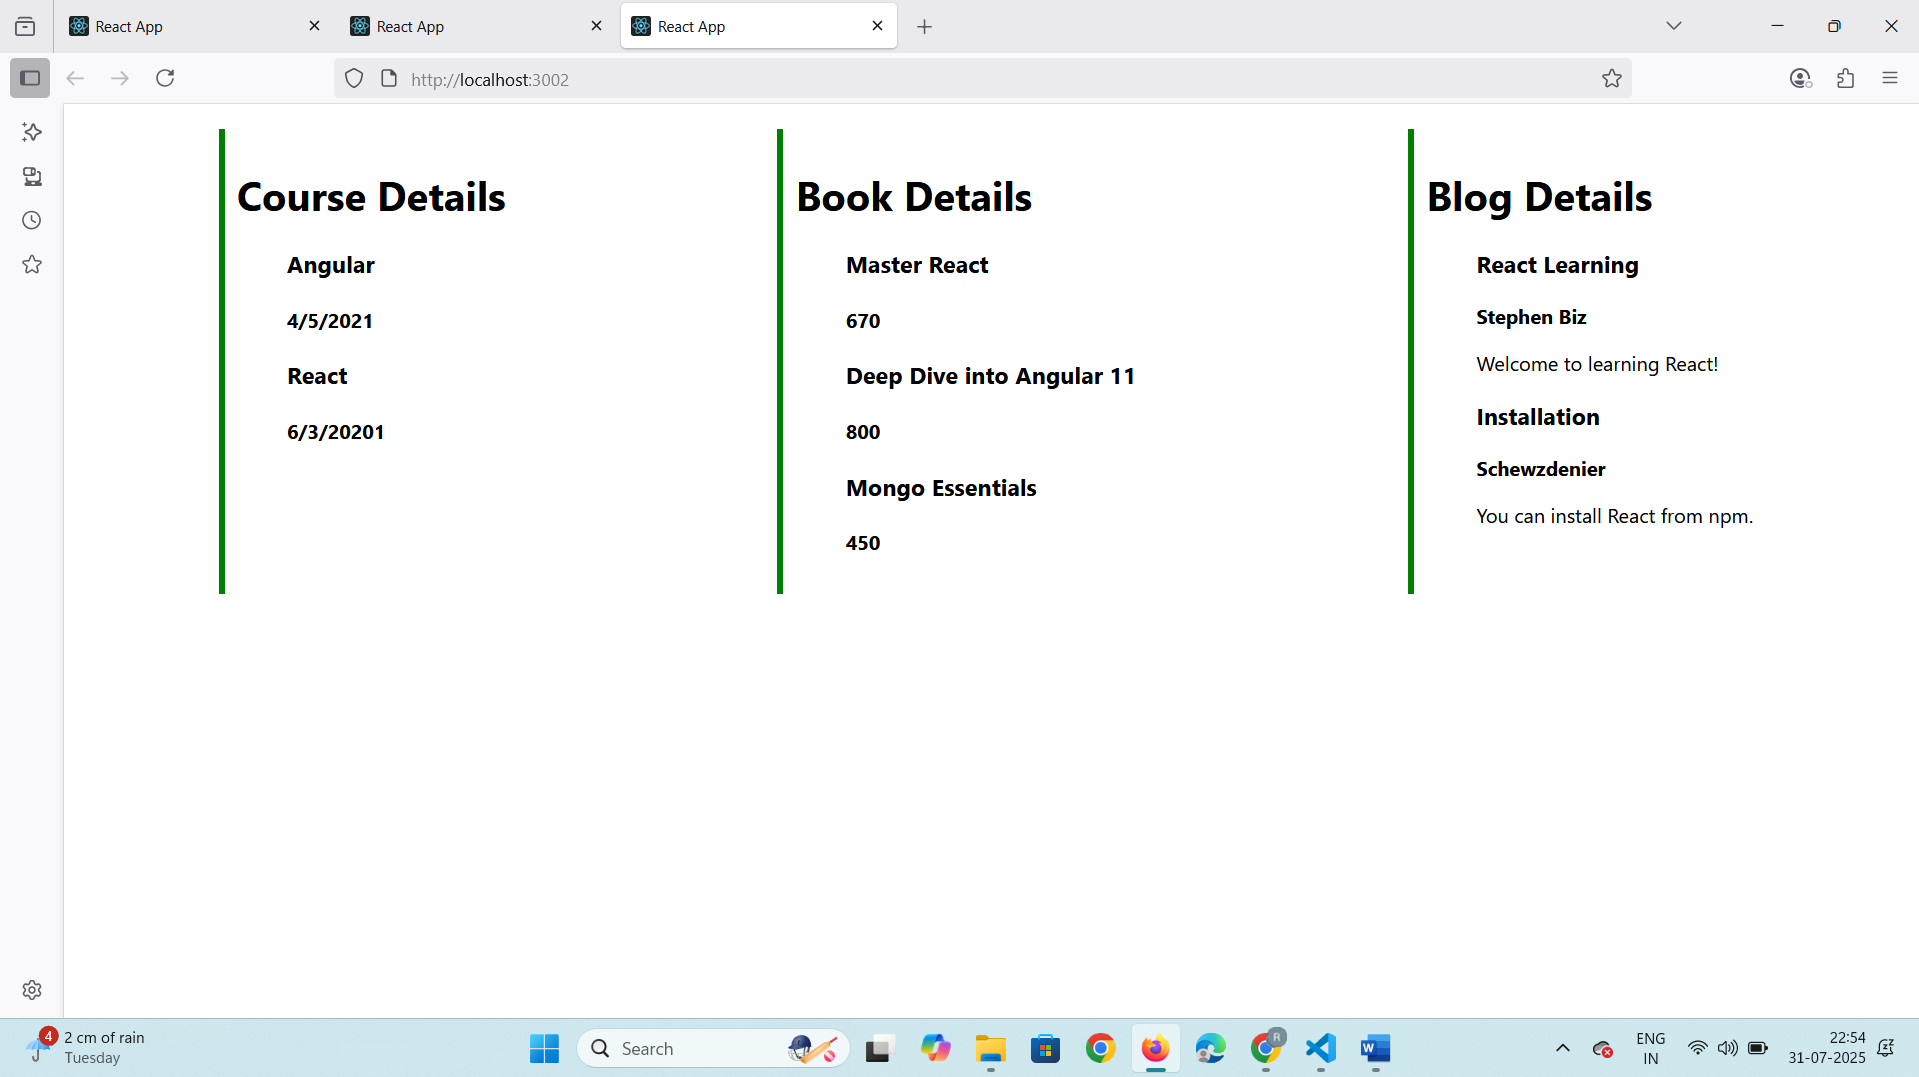 React App
React App
React App
http://localhost:3002
Course Details
Angular
4/5/2021
React
6/3/20201
Book Details
Master React
670
Deep Dive into Angular 11
800
Mongo Essentials
450
Blog Details
React Learning
Stephen Biz
Welcome to learning React!
Installation
Schewzdenier
You can install React from npm.
4
2 cm of rain
Tuesday
Search
R
W
ENG
IN
22:54
31-07-2025